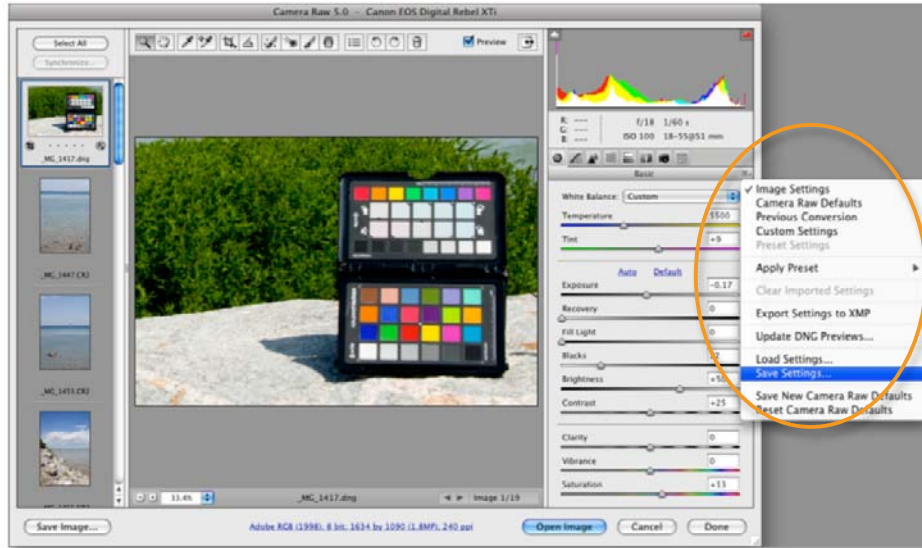 Camera Raw 5.0 - Canon EOS Digital Rebel XTi
Select All
Synchronize...
Preview
_MG_1417.dng
_MG_1447.CR2
_MG_1453.CR2
R: ---
G: ---
B: ---
f/18 1/60 s
ISO 100 18-55@51 mm
Basic
White Balance: Custom
Temperature 5500
Tint +9
Auto Default
Exposure -0.17
Recovery 0
Fill Light 0
Blacks
Brightness +50
Contrast +25
Clarity 0
Vibrance 0
Saturation +13
✓ Image Settings
Camera Raw Defaults
Previous Conversion
Custom Settings
Preset Settings
Apply Preset
Clear Imported Settings
Export Settings to XMP
Update DNG Previews...
Load Settings...
Save Settings...
Save New Camera Raw Defaults
Reset Camera Raw Defaults
33.4%
_MG_1417.dng
Image 1/19
Save Image...
Adobe RGB (1998); 8 bit; 1634 by 1090 (1.8MP); 240 ppi
Open Image
Cancel
Done